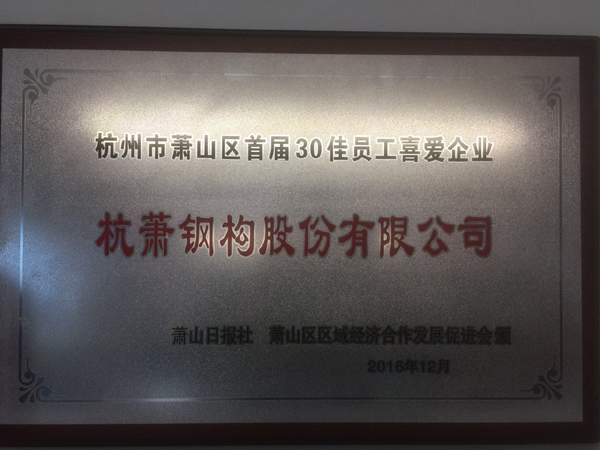 杭州市萧山区首届30佳员工喜爱企业
杭萧钢构股份有限公司
萧山日报社 萧山区区域经济合作发展促进会颁
2016年12月